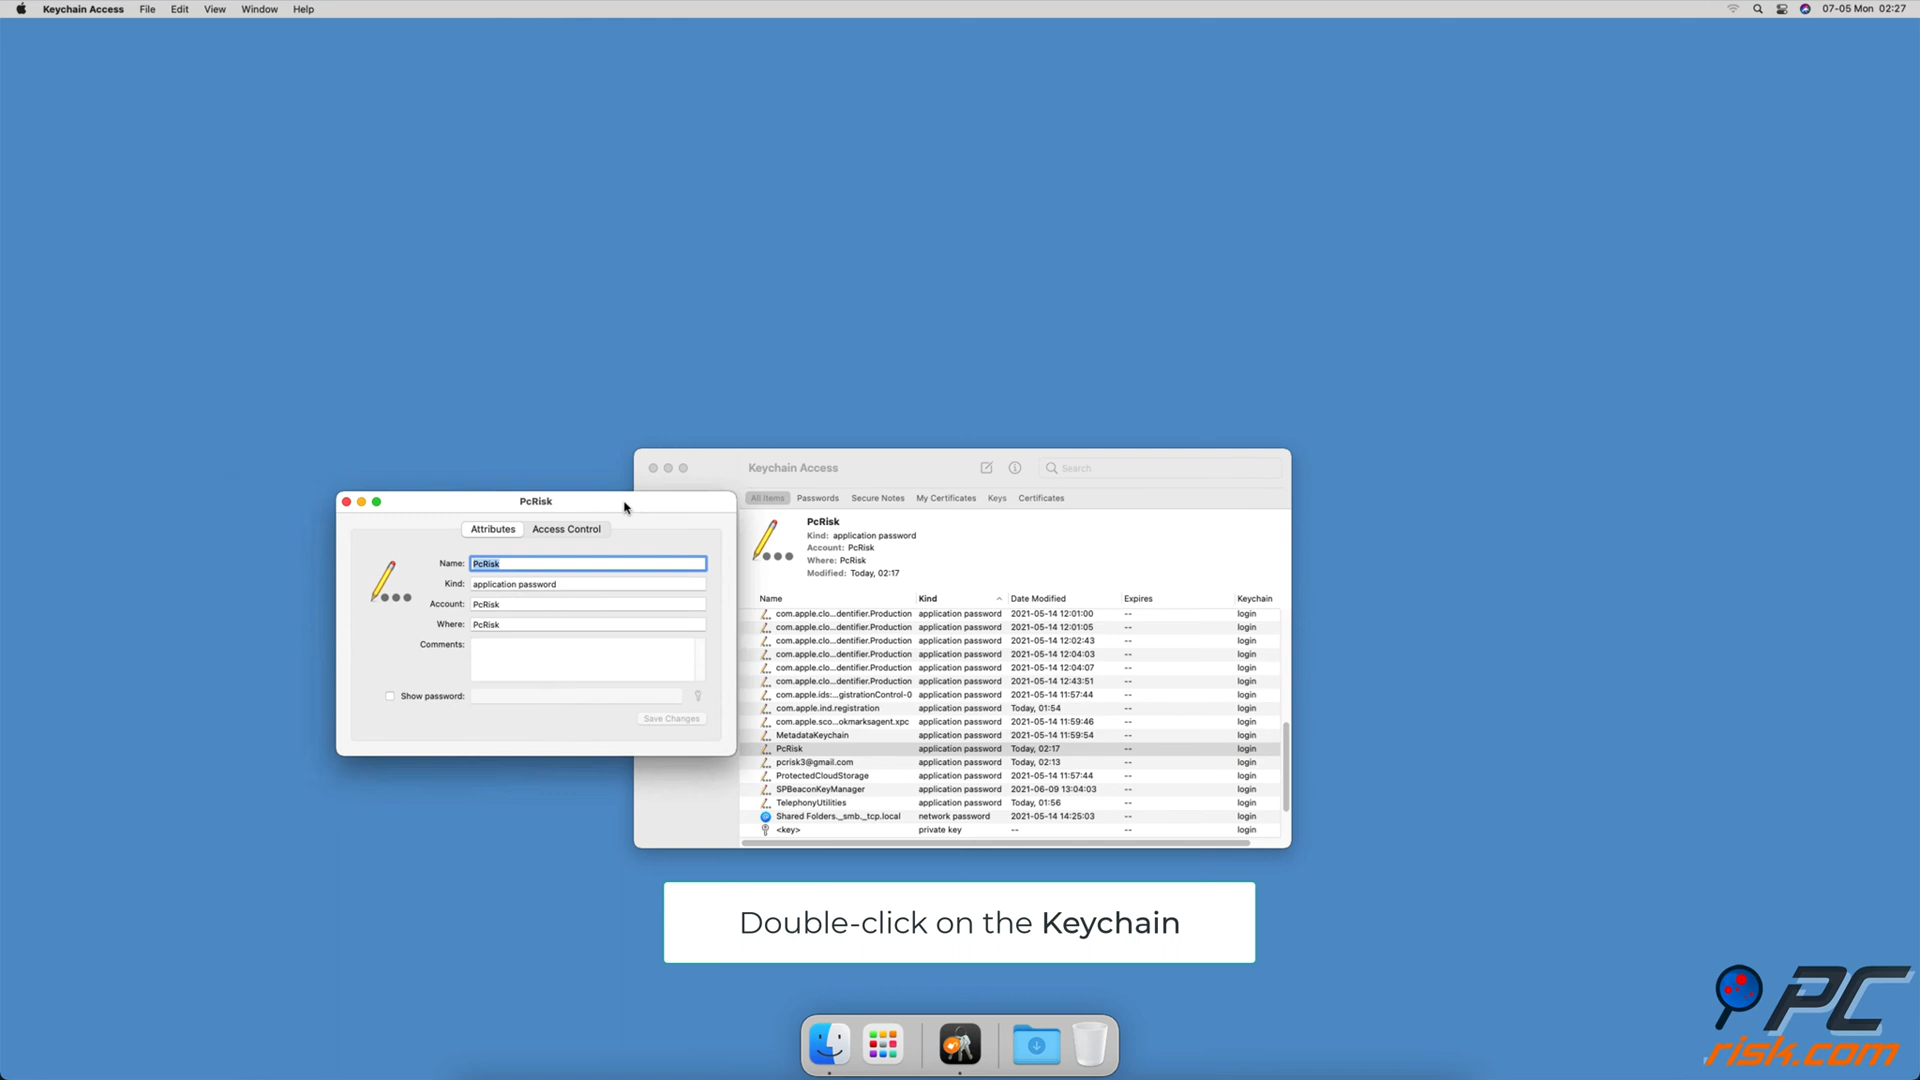 Keychain Access File Edit View Window Help
07-05 Mon 02:27
PcRisk
Attributes Access Control
Name: PcRisk
Kind: application password
Account: PcRisk
Where: PcRisk
Comments:
Show password:
Save Changes
Keychain Access
Search
All Items Passwords Secure Notes My Certificates Keys Certificates
PcRisk
Kind: application password
Account: PcRisk
Where: PcRisk
Modified: Today, 02:17
Name Kind Date Modified Expires Keychain
com.apple.clo...dentifier.Production application password 2021-05-14 12:01:00 -- login
com.apple.clo...dentifier.Production application password 2021-05-14 12:01:05 -- login
com.apple.clo...dentifier.Production application password 2021-05-14 12:02:43 -- login
com.apple.clo...dentifier.Production application password 2021-05-14 12:04:03 -- login
com.apple.clo...dentifier.Production application password 2021-05-14 12:04:07 -- login
com.apple.clo...dentifier.Production application password 2021-05-14 12:43:51 -- login
com.apple.ids:...gistrationControl-0 application password 2021-05-14 11:57:44 -- login
com.apple.ind.registration application password Today, 01:54 -- login
com.apple.sco...okmarksagent.xpc application password 2021-05-14 11:59:46 -- login
MetadataKeychain application password 2021-05-14 11:59:54 -- login
PcRisk application password Today, 02:17 -- login
pcrisk3@gmail.com application password Today, 02:13 -- login
ProtectedCloudStorage application password 2021-05-14 11:57:44 -- login
SPBeaconKeyManager application password 2021-06-09 13:04:03 -- login
TelephonyUtilities application password Today, 01:56 -- login
Shared Folders._smb._tcp.local network password 2021-05-14 14:25:03 -- login
<key> private key -- -- login
Double-click on the Keychain
PC
risk.com